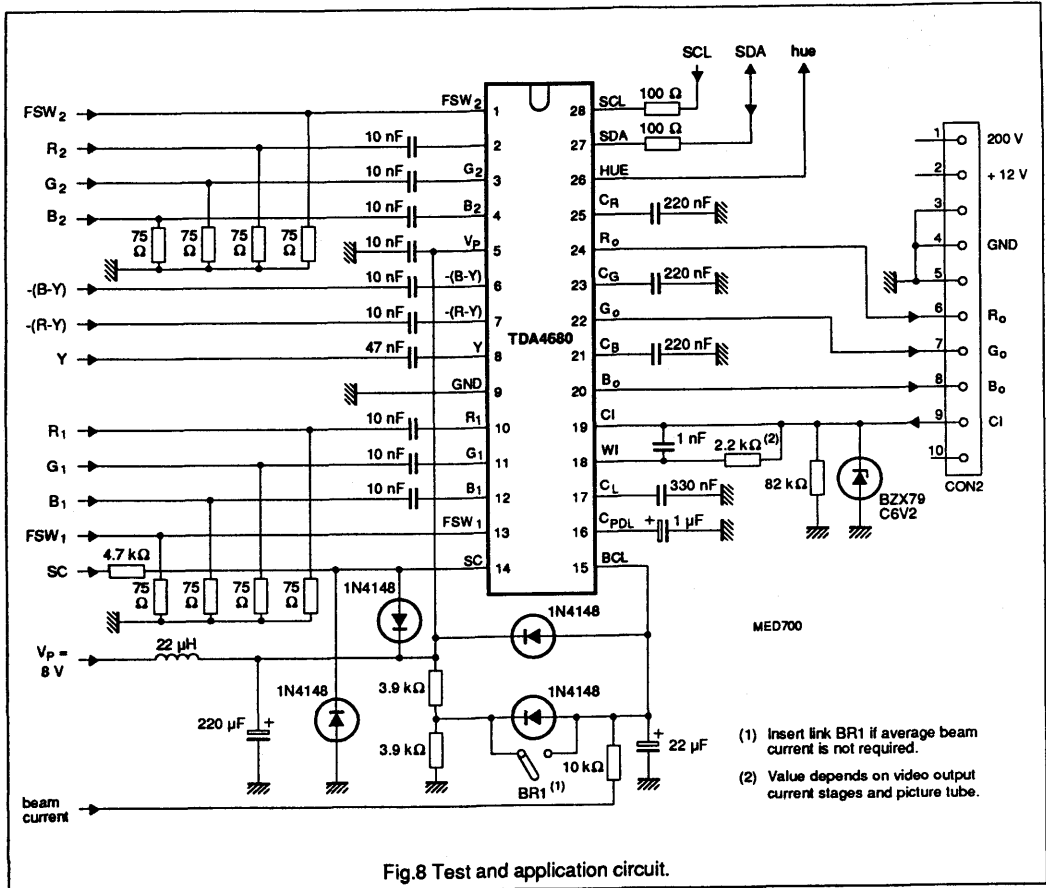 SCL SDA hue
FSW2 FSW2 1 28 SCL 100 Ω
R2 10 nF 2 27 SDA 100 Ω 1 200 V
G2 10 nF G2 3 26 HUE 2 + 12 V
B2 10 nF B2 4 25 CR 220 nF 3
75 Ω 75 Ω 75 Ω 75 Ω
10 nF VP 5 24 Ro 4 GND
-(B-Y) 10 nF -(B-Y) 6 23 CG 220 nF 5
-(R-Y) 10 nF -(R-Y) 7 22 Go 6 Ro
TDA4680
Y 47 nF Y 8 21 CB 220 nF 7 Go
GND 9 20 Bo 8 Bo
R1 10 nF R1 10 19 CI 9 CI
1 nF 2.2 kΩ (2)
G1 10 nF G1 11 18 WI 10
CON2
B1 10 nF B1 12 17 CL 330 nF 82 kΩ BZX79 C6V2
FSW1 FSW1 13 16 CPDL + 1 µF
4.7 kΩ
SC SC 14 15 BCL
75 Ω 75 Ω 75 Ω 75 Ω
1N4148 1N4148 MED700
VP = 8 V 22 µH
3.9 kΩ 1N4148
220 µF + 1N4148
3.9 kΩ 10 kΩ + 22 µF
BR1 (1)
beam current
(1) Insert link BR1 if average beam
current is not required.
(2) Value depends on video output
current stages and picture tube.
Fig.8 Test and application circuit.